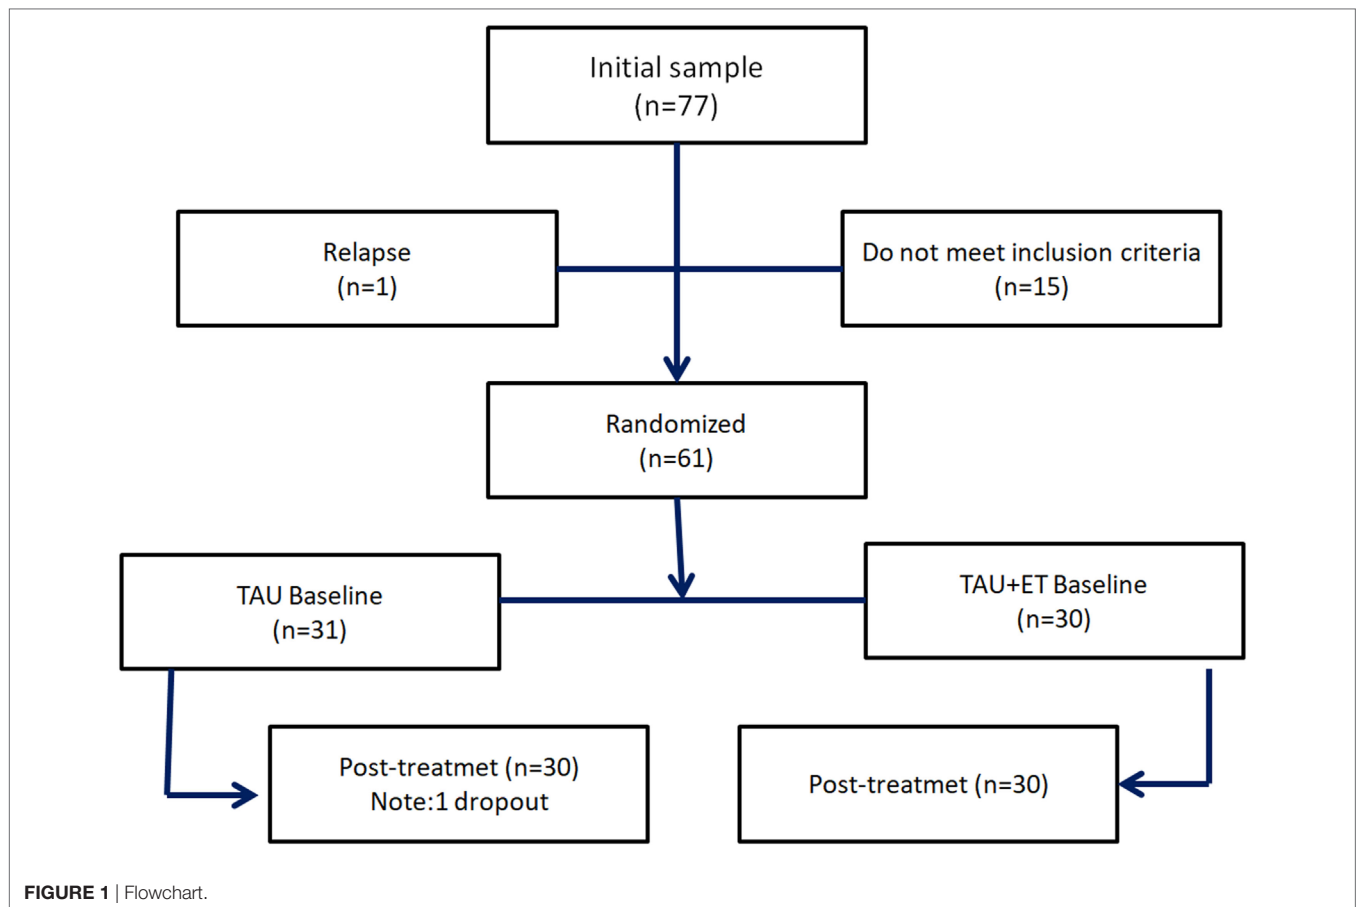 Initial sample
(n=77)
Relapse
(n=1)
Do not meet inclusion criteria
(n=15)
Randomized
(n=61)
TAU Baseline
(n=31)
TAU+ET Baseline
(n=30)
Post-treatmet (n=30)
Note:1 dropout
Post-treatmet (n=30)
FIGURE 1 | Flowchart.